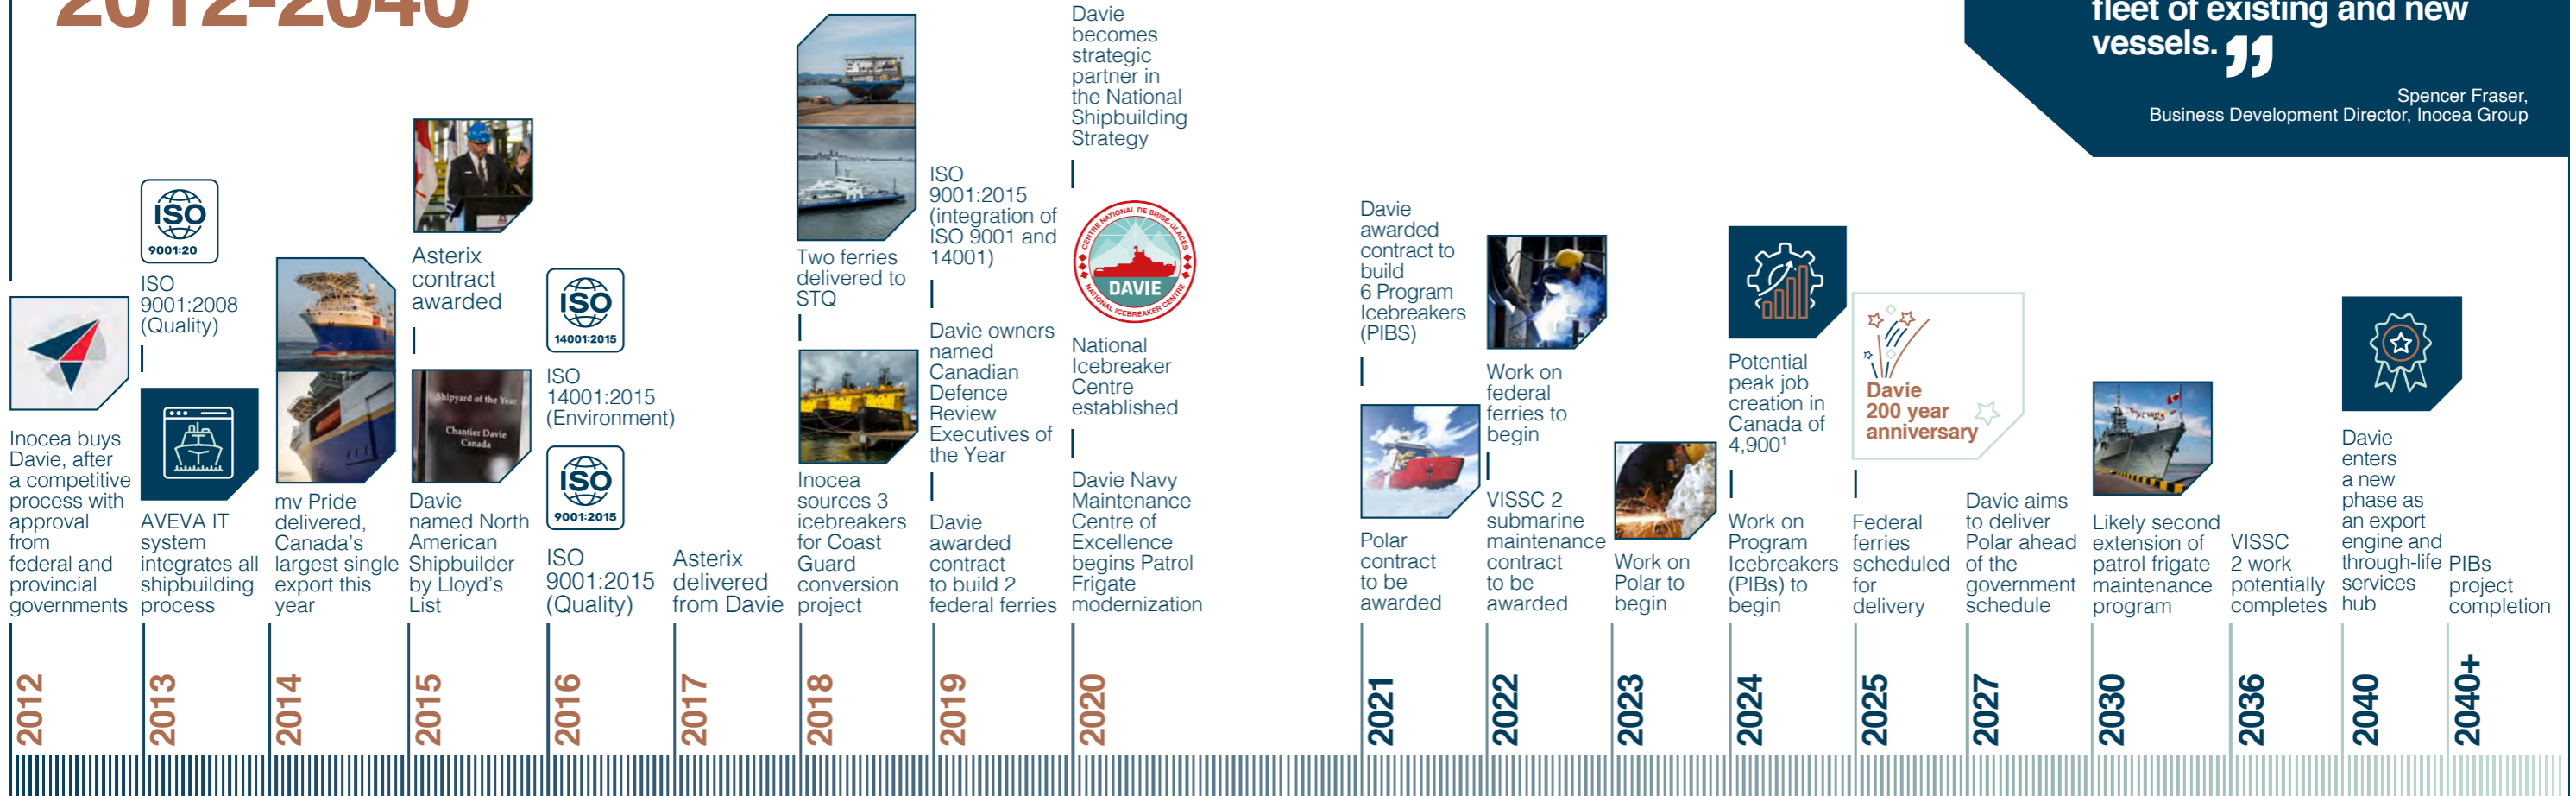 2012-2040
fleet of existing and new
vessels.”
Spencer Fraser,
Business Development Director, Inocea Group
Inocea buys
Davie, after
a competitive
process with
approval
from
federal and
provincial
governments
ISO
9001:20
ISO
9001:2008
(Quality)
AVEVA IT
system
integrates all
shipbuilding
process
mv Pride
delivered,
Canada's
largest single
export this
year
Asterix
contract
awarded
Shipyard of the Year
Chantier Davie
Canada
Davie
named North
American
Shipbuilder
by Lloyd's
List
ISO
14001:2015
ISO
14001:2015
(Environment)
ISO
9001:2015
ISO
9001:2015
(Quality)
Asterix
delivered
from Davie
Two ferries
delivered to
STQ
Inocea
sources 3
icebreakers
for Coast
Guard
conversion
project
ISO
9001:2015
(integration of
ISO 9001 and
14001)
Davie owners
named
Canadian
Defence
Review
Executives of
the Year
Davie
awarded
contract
to build 2
federal ferries
Davie
becomes
strategic
partner in
the National
Shipbuilding
Strategy
CENTRE NATIONAL DE BRISE-GLACES
DAVIE
NATIONAL ICEBREAKER CENTRE
National
Icebreaker
Centre
established
Davie Navy
Maintenance
Centre of
Excellence
begins Patrol
Frigate
modernization
Davie
awarded
contract to
build
6 Program
Icebreakers
(PIBS)
Polar
contract
to be
awarded
Work on
federal
ferries to
begin
VISSC 2
submarine
maintenance
contract
to be
awarded
Work on
Polar to
begin
Potential
peak job
creation in
Canada of
4,900¹
Work on
Program
Icebreakers
(PIBs) to
begin
Davie
200 year
anniversary
Federal
ferries
scheduled
for
delivery
Davie aims
to deliver
Polar ahead
of the
government
schedule
Likely second
extension of
patrol frigate
maintenance
program
VISSC
2 work
potentially
completes
Davie
enters
a new
phase as
an export
engine and
through-life
services
hub
PIBs
project
completion
2012
2013
2014
2015
2016
2017
2018
2019
2020
2021
2022
2023
2024
2025
2027
2030
2036
2040
2040+